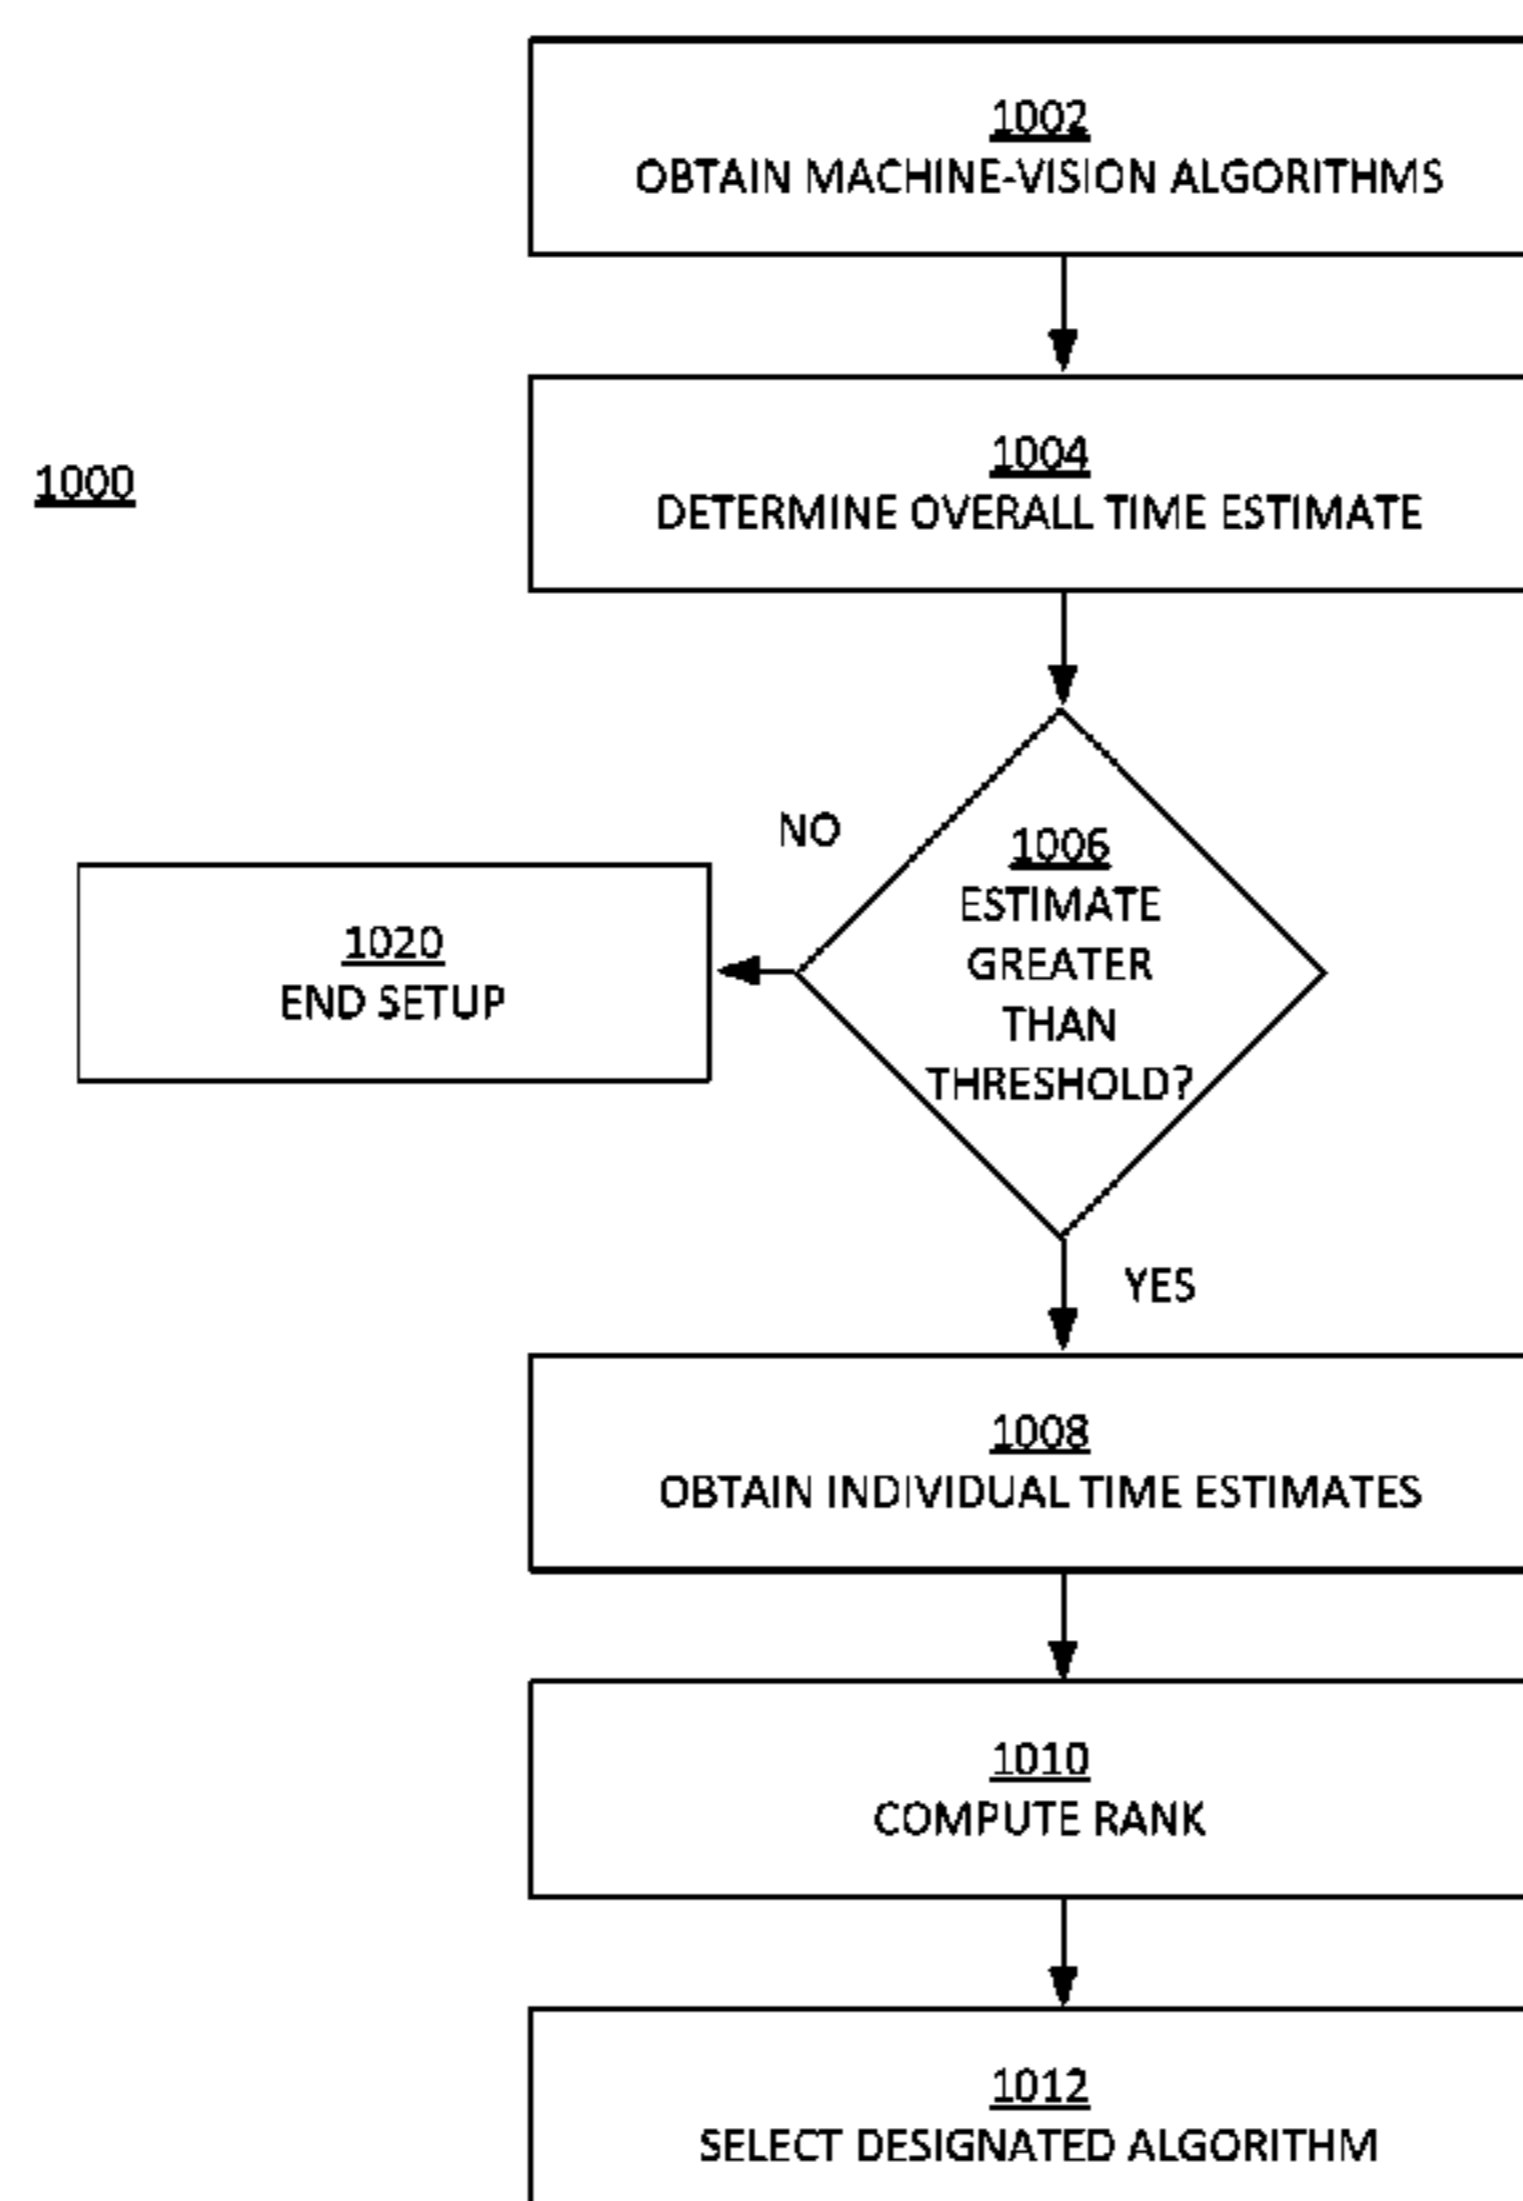 1002
OBTAIN MACHINE-VISION ALGORITHMS
1000
1004
DETERMINE OVERALL TIME ESTIMATE
NO
1006
ESTIMATE
GREATER
THAN
THRESHOLD?
1020
END SETUP
YES
1008
OBTAIN INDIVIDUAL TIME ESTIMATES
1010
COMPUTE RANK
1012
SELECT DESIGNATED ALGORITHM